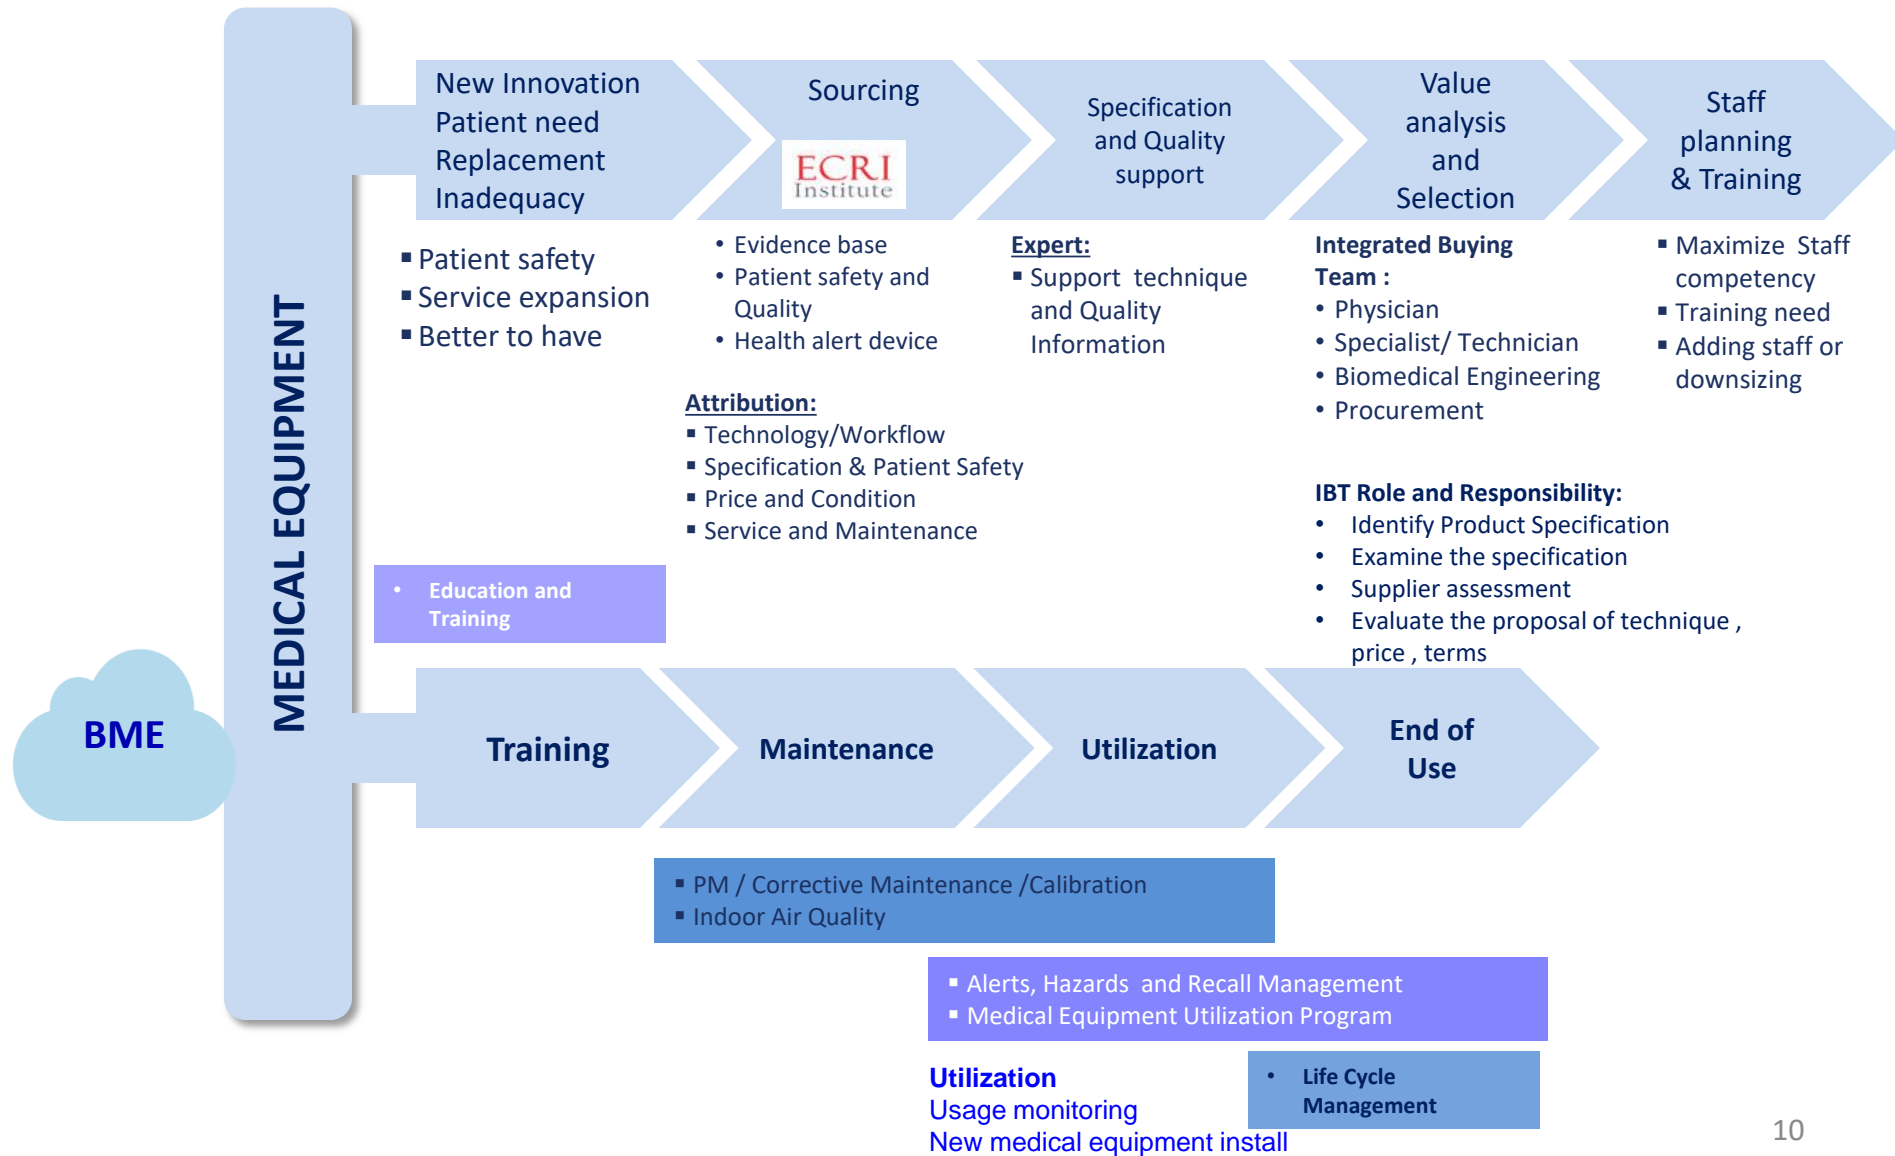 MEDICAL EQUIPMENT
BME
New Innovation
Patient need
Replacement
Inadequacy
▪ Patient safety
▪ Service expansion
▪ Better to have
Sourcing
ECRI
Institute
• Evidence base
• Patient safety and
Quality
• Health alert device
Attribution:
▪ Technology/Workflow
▪ Specification & Patient Safety
▪ Price and Condition
▪ Service and Maintenance
Specification
and Quality
support
Expert:
▪ Support technique
and Quality
Information
Value
analysis
and
Selection
Integrated Buying
Team :
• Physician
• Specialist/ Technician
• Biomedical Engineering
• Procurement
IBT Role and Responsibility:
• Identify Product Specification
• Examine the specification
• Supplier assessment
• Evaluate the proposal of technique ,
price , terms
Staff
planning
& Training
▪ Maximize Staff
competency
▪ Training need
▪ Adding staff or
downsizing
• Education and
Training
Training
Maintenance
Utilization
End of
Use
▪ PM / Corrective Maintenance /Calibration
▪ Indoor Air Quality
▪ Alerts, Hazards and Recall Management
▪ Medical Equipment Utilization Program
Utilization
Usage monitoring
New medical equipment install
• Life Cycle
Management
10